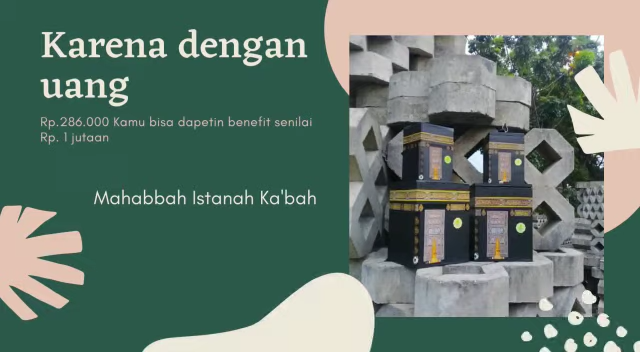 Karena dengan
uang
Rp.286.000 Kamu bisa dapetin benefit senilai
Rp. 1 jutaan
Mahabbah Istanah Ka'bah